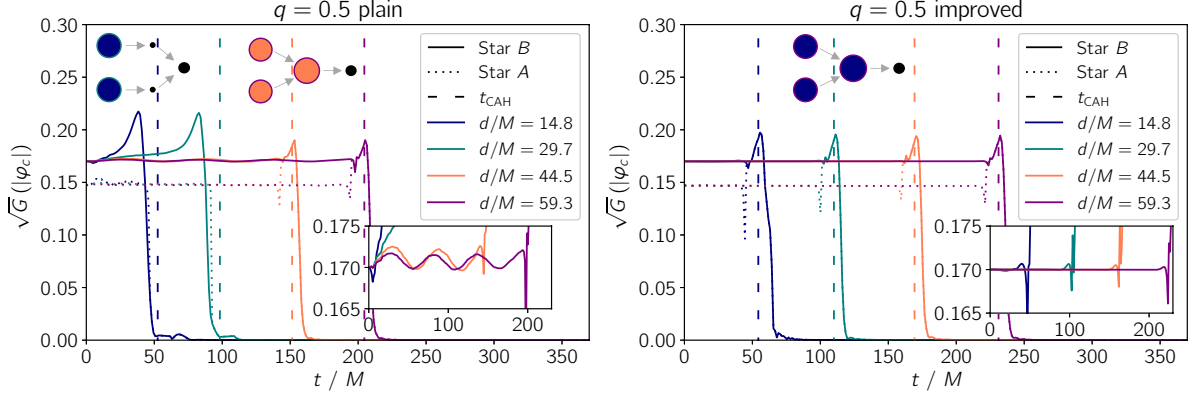 q = 0.5 plain
√G (|φc|)
0.30
0.25
0.20
0.15
0.10
0.05
0.00
Star B
Star A
tCAH
d/M = 14.8
d/M = 29.7
d/M = 44.5
d/M = 59.3
0.175
0.170
0.165
0 100 200
0 50 100 150 200 250 300 350
t / M
q = 0.5 improved
√G (|φc|)
0.30
0.25
0.20
0.15
0.10
0.05
0.00
Star B
Star A
tCAH
d/M = 14.8
d/M = 29.7
d/M = 44.5
d/M = 59.3
0.175
0.170
0.165
0 100 200
0 50 100 150 200 250 300 350
t / M